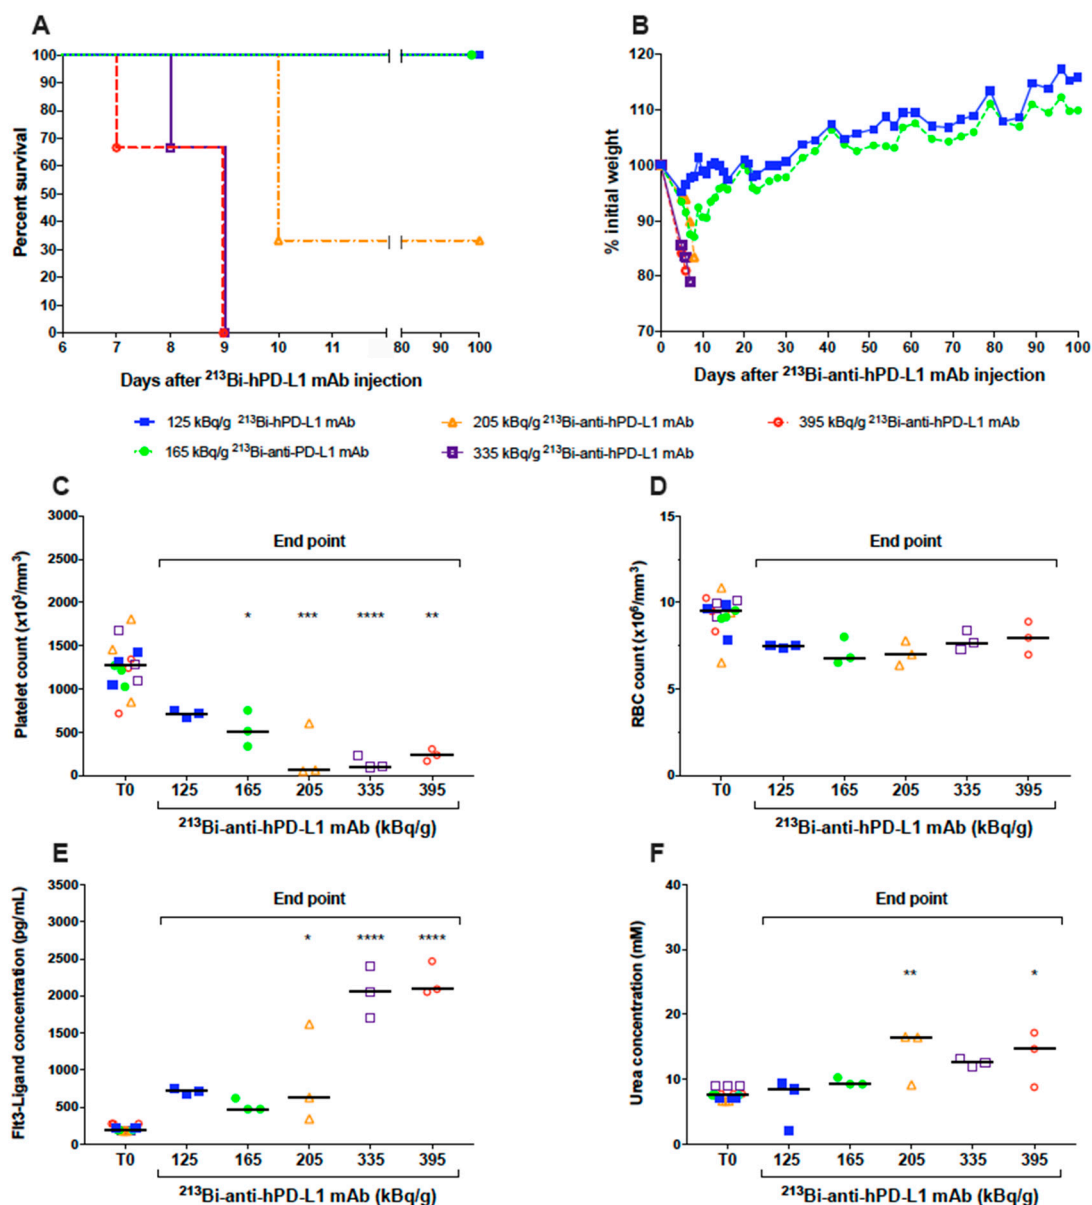 A
Percent survival
100
90
80
70
60
50
40
30
20
10
0
6 7 8 9 10 11 80 90 100
Days after ²¹³Bi-hPD-L1 mAb injection
B
% initial weight
120
110
100
90
80
70
0 10 20 30 40 50 60 70 80 90 100
Days after ²¹³Bi-anti-hPD-L1 mAb injection
125 kBq/g ²¹³Bi-hPD-L1 mAb
205 kBq/g ²¹³Bi-anti-hPD-L1 mAb
395 kBq/g ²¹³Bi-anti-hPD-L1 mAb
165 kBq/g ²¹³Bi-anti-PD-L1 mAb
335 kBq/g ²¹³Bi-anti-hPD-L1 mAb
C
Platelet count (x10³/mm³)
3000
2500
2000
1500
1000
500
0
End point
* *** **** **
T0 125 165 205 335 395
²¹³Bi-anti-hPD-L1 mAb (kBq/g)
D
RBC count (x10⁶/mm³)
15
10
5
0
End point
T0 125 165 205 335 395
²¹³Bi-anti-hPD-L1 mAb (kBq/g)
E
Flt3-Ligand concentration (pg/mL)
3500
3000
2500
2000
1500
1000
500
0
End point
* **** ****
T0 125 165 205 335 395
²¹³Bi-anti-hPD-L1 mAb (kBq/g)
F
Urea concentration (mM)
40
30
20
10
0
End point
** *
T0 125 165 205 335 395
²¹³Bi-anti-hPD-L1 mAb (kBq/g)